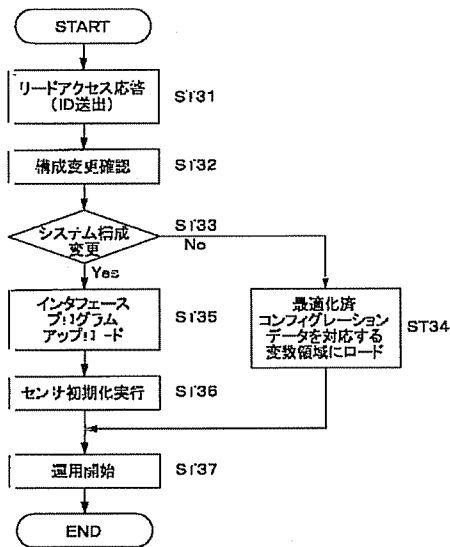 START
リードアクセス応答
(ID送出)
ST31
構成変更確認
ST32
システム構成
変更
ST33
No
Yes
インタフェース
プログラム
アップロード
ST35
最適化済
コンフィグレーション
データを対応する
変数領域にロード
ST34
センサ初期化実行
ST36
運用開始
ST37
END